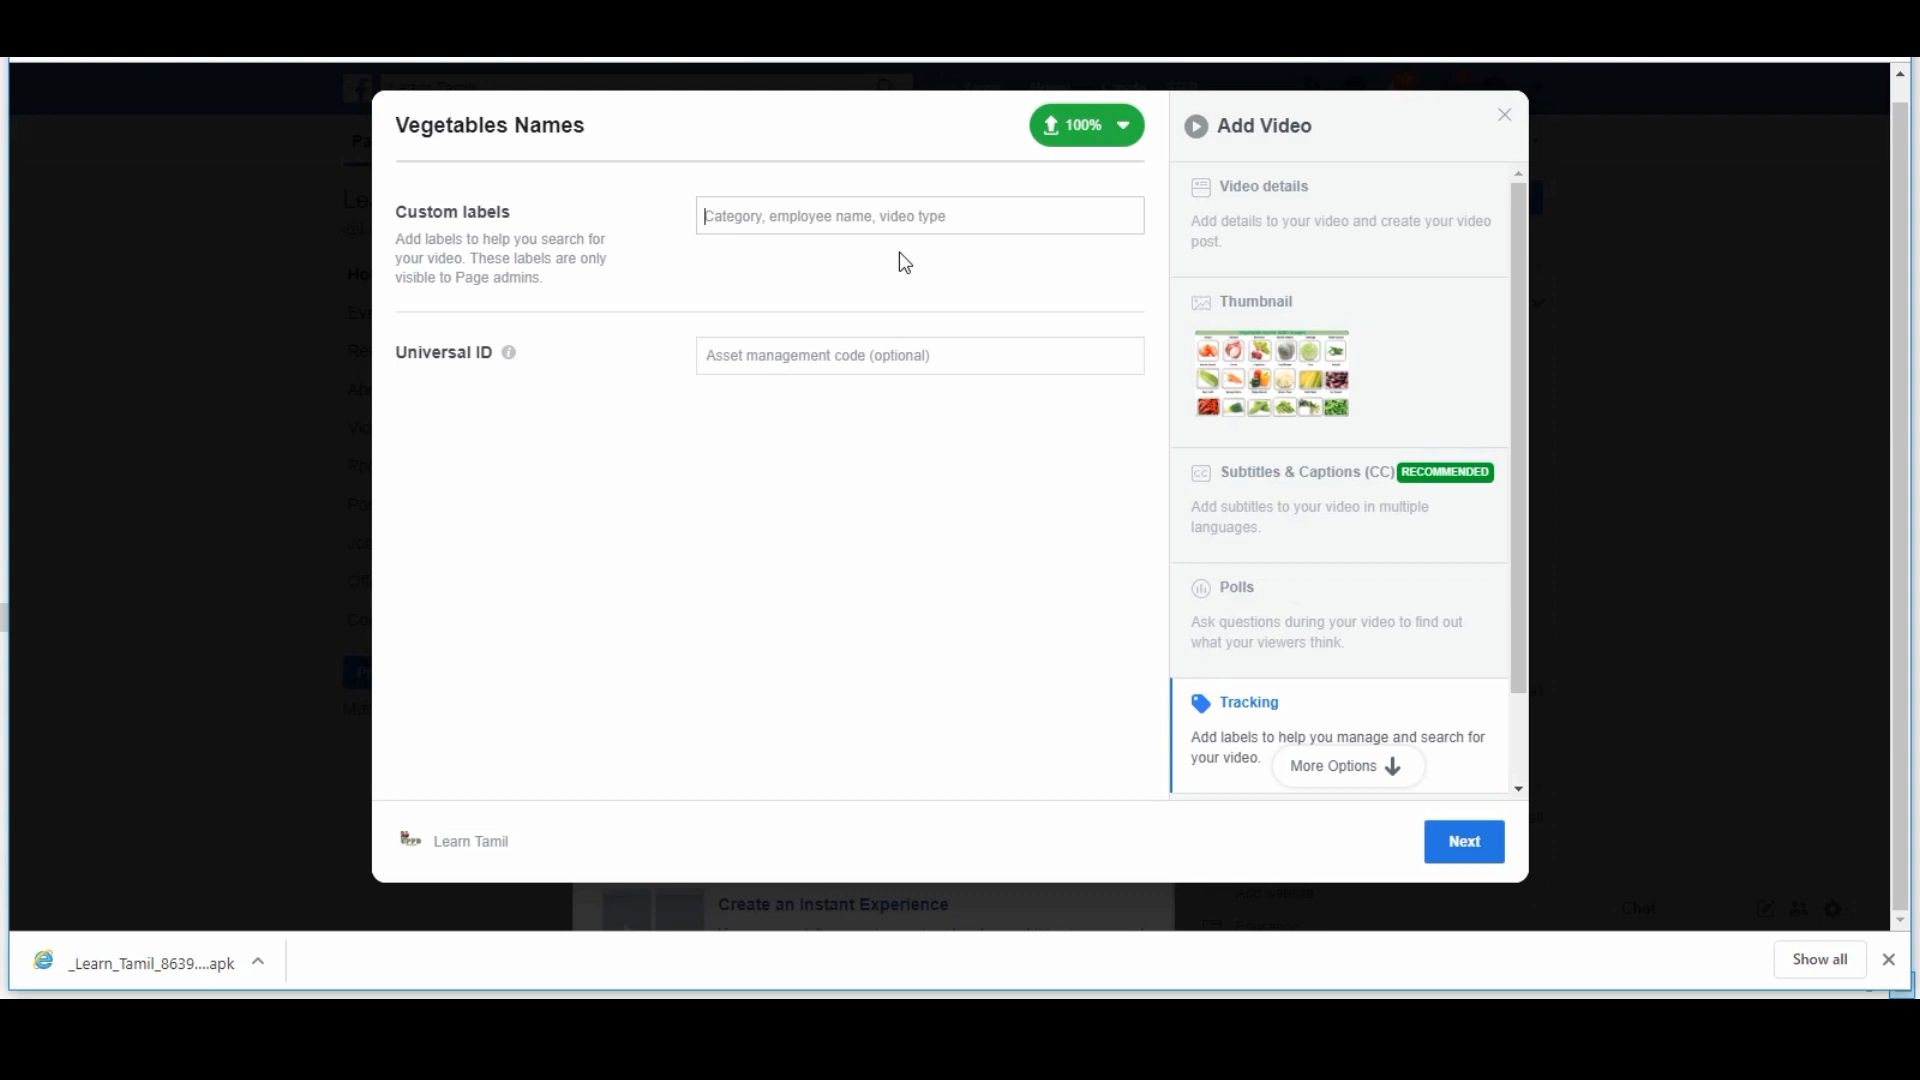 Vegetables Names
100%
Custom labels
Add labels to help you search for
your video. These labels are only
visible to Page admins.
Category, employee name, video type
Universal ID
Asset management code (optional)
Add Video
Video details
Add details to your video and create your video
post.
Thumbnail
CC Subtitles & Captions (CC) RECOMMENDED
Add subtitles to your video in multiple
languages.
Polls
Ask questions during your video to find out
what your viewers think.
Tracking
Add labels to help you manage and search for
your video.
More Options
Learn Tamil
Next
Create an Instant Experience
Chat
_Learn_Tamil_8639....apk
Show all